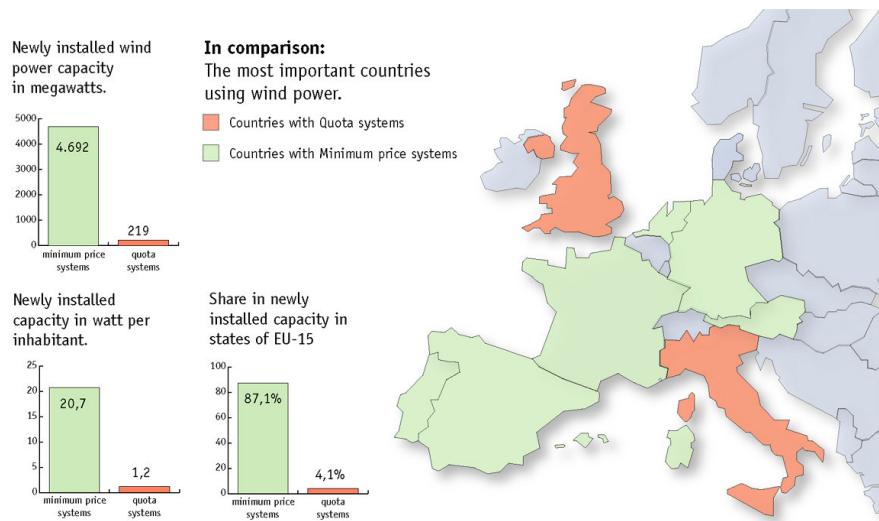 Newly installed wind
power capacity
in megawatts.
5000
4000
3000
2000
1000
0
4.692
219
minimum price
systems
quota
systems
In comparison:
The most important countries
using wind power.
Countries with Quota systems
Countries with Minimum price systems
Newly installed
capacity in watt per
inhabitant.
25
20
15
10
5
0
20,7
1,2
minimum price
systems
quota
systems
Share in newly
installed capacity in
states of EU-15
100
80
60
40
20
0
87,1%
4,1%
minimum price
systems
quota
systems